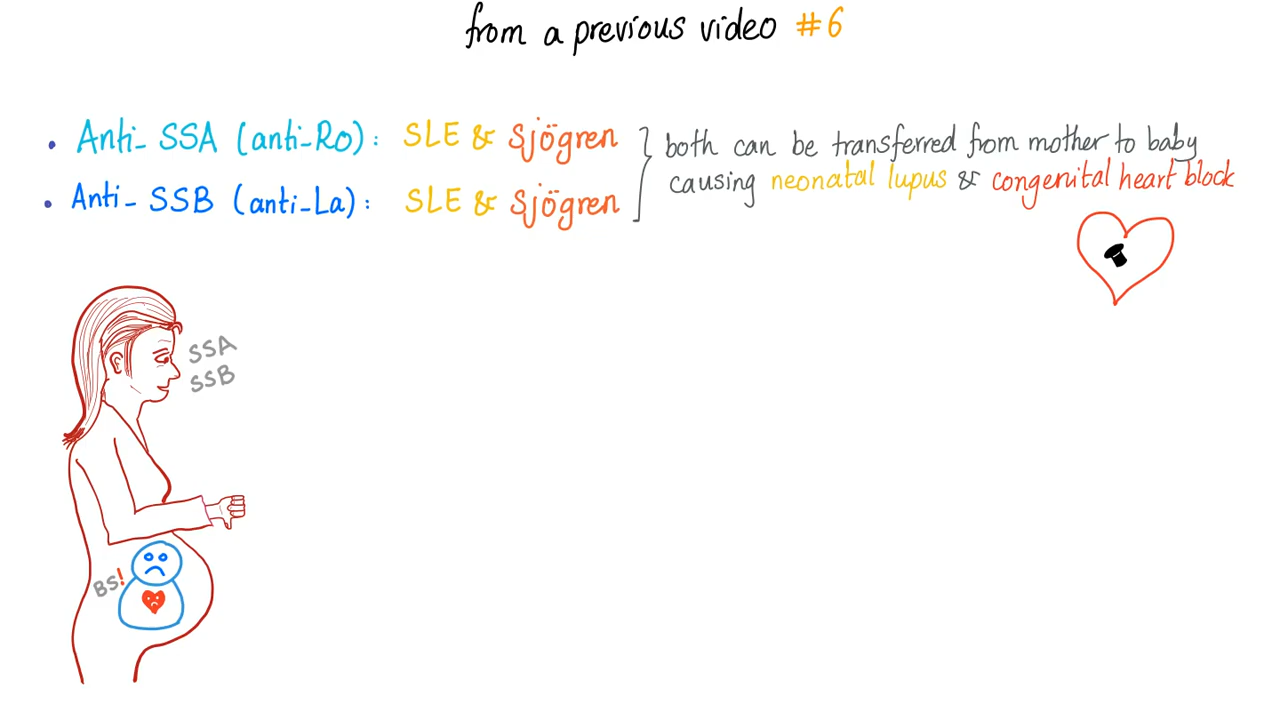 from a previous video #6
• Anti-SSA (anti-Ro): SLE & Sjögren } both can be transferred from mother to baby
causing neonatal lupus & congenital heart block
• Anti-SSB (anti-La): SLE & Sjögren
SSA
SSB
BS!